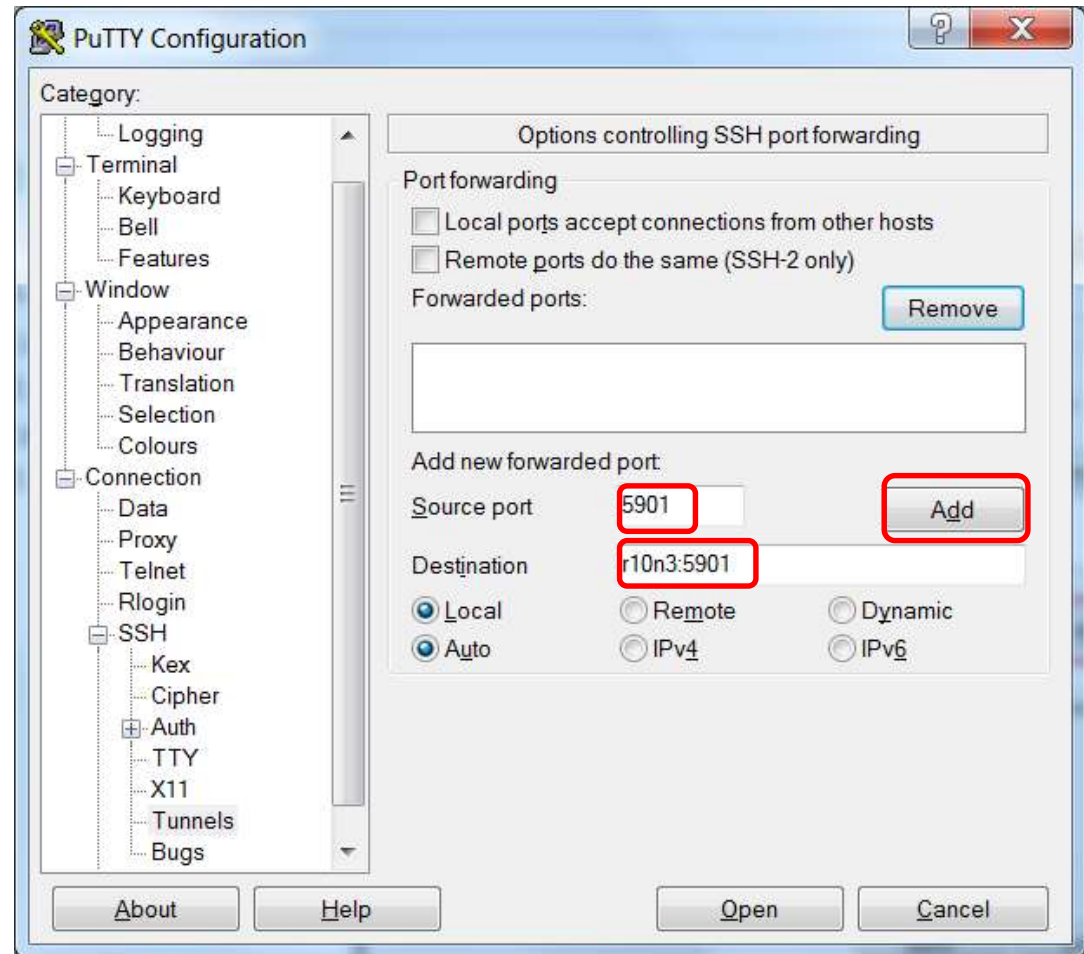 PuTTY Configuration
Category:
Logging
Terminal
Keyboard
Bell
Features
Window
Appearance
Behaviour
Translation
Selection
Colours
Connection
Data
Proxy
Telnet
Rlogin
SSH
Kex
Cipher
Auth
TTY
X11
Tunnels
Bugs
Options controlling SSH port forwarding
Port forwarding
Local ports accept connections from other hosts
Remote ports do the same (SSH-2 only)
Forwarded ports:
Remove
Add new forwarded port:
Source port 5901 Add
Destination r10n3:5901
Local Remote Dynamic
Auto IPv4 IPv6
About Help Open Cancel